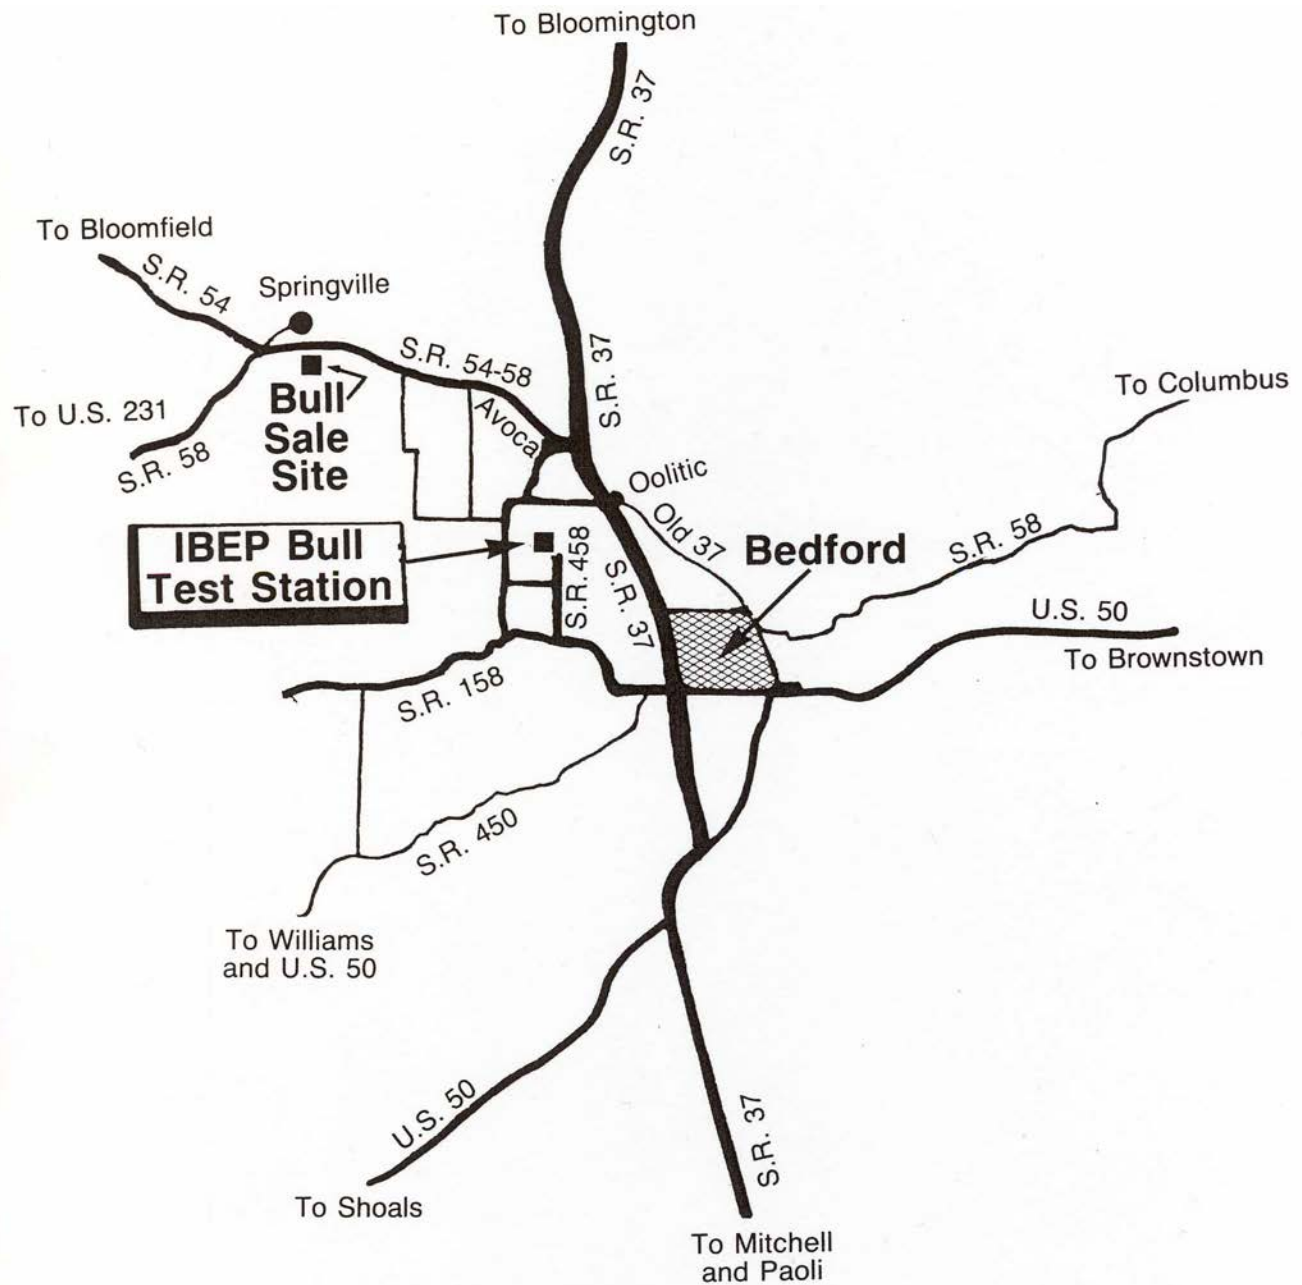 To Bloomington
S.R. 37
To Bloomfield
S.R. 54
Springville
S.R. 37
S.R. 54-58
To Columbus
To U.S. 231
Bull
Sale
Site
Avoca
S.R. 58
Oolitic
Old 37
S.R. 58
IBEP Bull
Test Station
S.R. 458
Bedford
S.R. 37
U.S. 50
To Brownstown
S.R. 158
S.R. 450
To Williams
and U.S. 50
U.S. 50
S.R. 37
To Shoals
To Mitchell
and Paoli